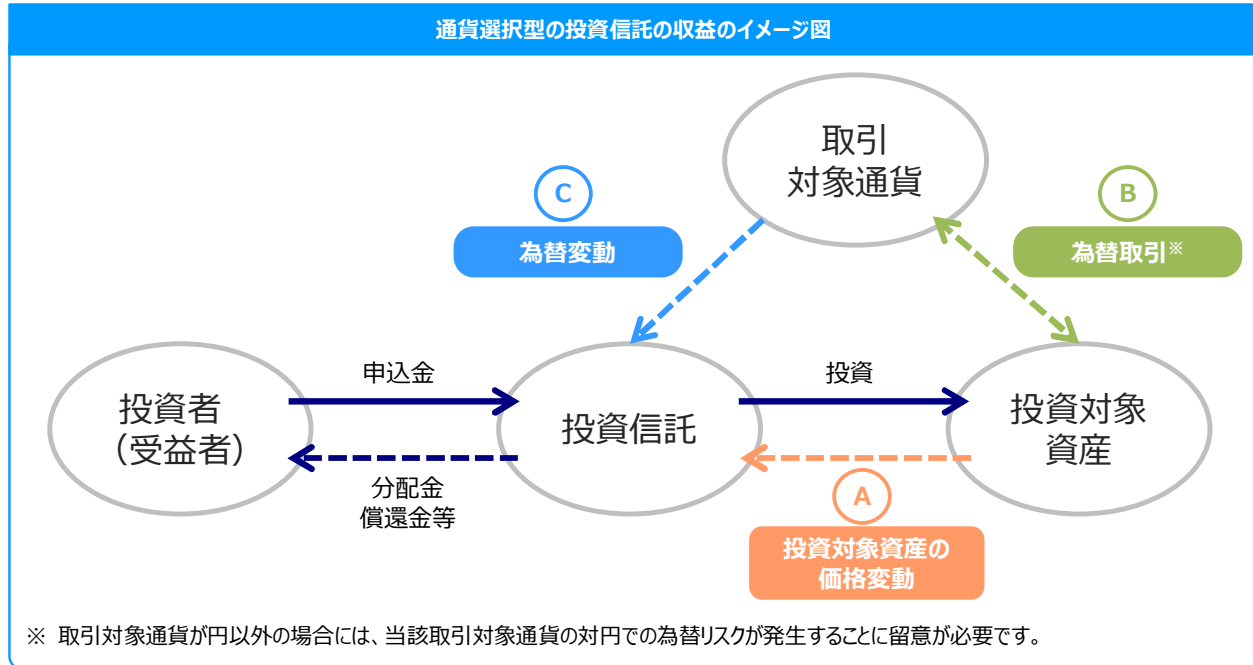 通貨選択型の投資信託の収益のイメージ図
取引
対象通貨
C
為替変動
B
為替取引※
投資者
(受益者)
申込金
分配金
償還金等
投資信託
投資
A
投資対象資産の
価格変動
投資対象
資産
※ 取引対象通貨が円以外の場合には、当該取引対象通貨の対円での為替リスクが発生することに留意が必要です。